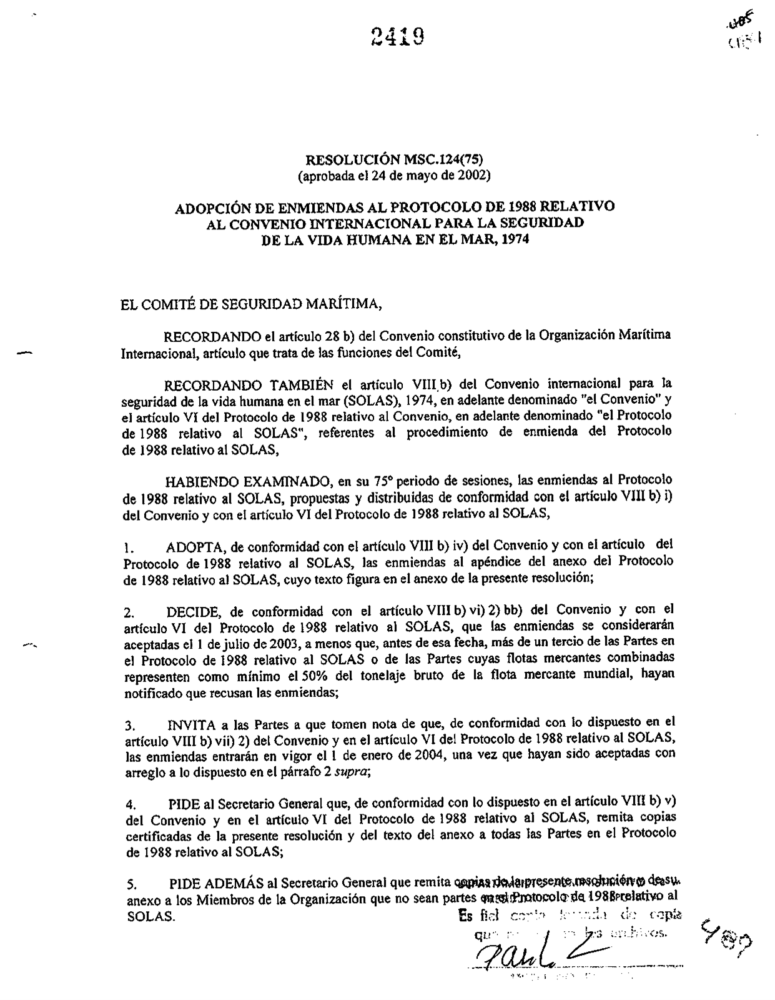 2419
RESOLUCIÓN MSC.124(75)
(aprobada el 24 de mayo de 2002)
ADOPCIÓN DE ENMIENDAS AL PROTOCOLO DE 1988 RELATIVO
AL CONVENIO INTERNACIONAL PARA LA SEGURIDAD
DE LA VIDA HUMANA EN EL MAR, 1974
EL COMITÉ DE SEGURIDAD MARÍTIMA,
RECORDANDO el artículo 28 b) del Convenio constitutivo de la Organización Marítima
Internacional, artículo que trata de las funciones del Comité,
RECORDANDO TAMBIÉN el artículo VIII b) del Convenio internacional para la
seguridad de la vida humana en el mar (SOLAS), 1974, en adelante denominado "el Convenio" y
el artículo VI del Protocolo de 1988 relativo al Convenio, en adelante denominado "el Protocolo
de 1988 relativo al SOLAS", referentes al procedimiento de enmienda del Protocolo
de 1988 relativo al SOLAS,
HABIENDO EXAMINADO, en su 75º periodo de sesiones, las enmiendas al Protocolo
de 1988 relativo al SOLAS, propuestas y distribuidas de conformidad con el artículo VIII b) i)
del Convenio y con el artículo VI del Protocolo de 1988 relativo al SOLAS,
1. ADOPTA, de conformidad con el artículo VIII b) iv) del Convenio y con el artículo del
Protocolo de 1988 relativo al SOLAS, las enmiendas al apéndice del anexo del Protocolo
de 1988 relativo al SOLAS, cuyo texto figura en el anexo de la presente resolución;
2. DECIDE, de conformidad con el artículo VIII b) vi) 2) bb) del Convenio y con el
artículo VI del Protocolo de 1988 relativo al SOLAS, que las enmiendas se considerarán
aceptadas el 1 de julio de 2003, a menos que, antes de esa fecha, más de un tercio de las Partes en
el Protocolo de 1988 relativo al SOLAS o de las Partes cuyas flotas mercantes combinadas
representen como mínimo el 50% del tonelaje bruto de la flota mercante mundial, hayan
notificado que recusan las enmiendas;
3. INVITA a las Partes a que tomen nota de que, de conformidad con lo dispuesto en el
artículo VIII b) vii) 2) del Convenio y en el artículo VI del Protocolo de 1988 relativo al SOLAS,
las enmiendas entrarán en vigor el 1 de enero de 2004, una vez que hayan sido aceptadas con
arreglo a lo dispuesto en el párrafo 2 supra;
4. PIDE al Secretario General que, de conformidad con lo dispuesto en el artículo VIII b) v)
del Convenio y en el artículo VI del Protocolo de 1988 relativo al SOLAS, remita copias
certificadas de la presente resolución y del texto del anexo a todas las Partes en el Protocolo
de 1988 relativo al SOLAS;
5. PIDE ADEMÁS al Secretario General que remita copias de la presente resolución y de su
anexo a los Miembros de la Organización que no sean partes en el Protocolo de 1988 relativo al
SOLAS.
Es fiel copia tomada de copia
que los archivos.
489